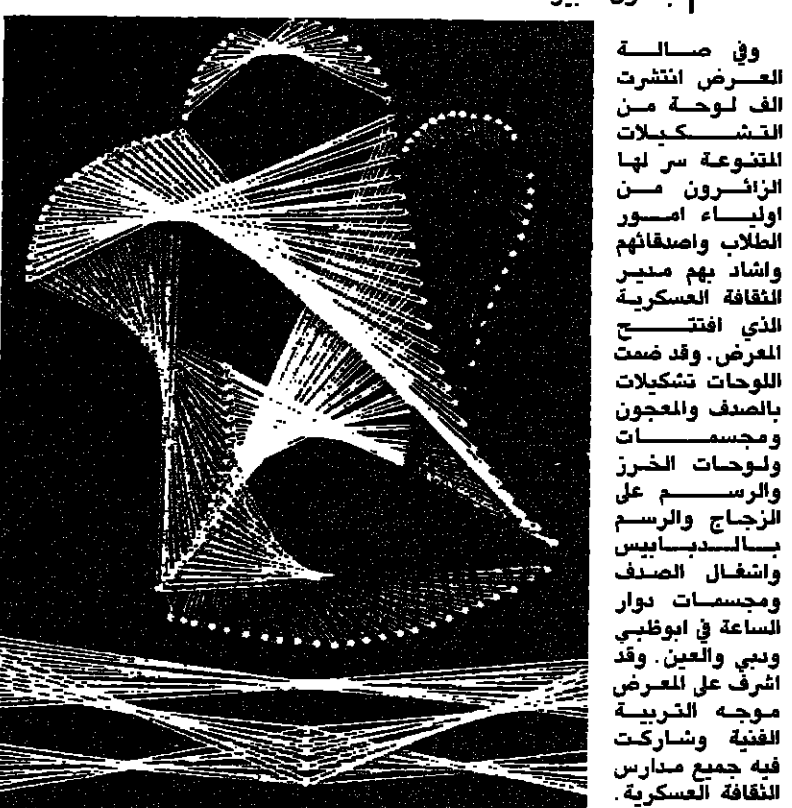 وفي صالة
العرض انتشرت
الف لوحة من
التشكيلات
المتنوعة سر لها
الزائرون من
اولياء امور
الطلاب واصدقائهم
واشاد بهم مدير
الثقافة العسكرية
الذي افتتح
المعرض. وقد ضمت
اللوحات تشكيلات
بالصدف والمعجون
ومجسمات
ولوحات الخرز
والرسم على
الزجاج والرسم
بالدبابيس
واشغال الصدف
ومجسمات دوار
الساعة في ابوظبي
ودبي والعين. وقد
اشرف على المعرض
موجه التربية
الفنية وشاركت
فيه جميع مدارس
الثقافة العسكرية.